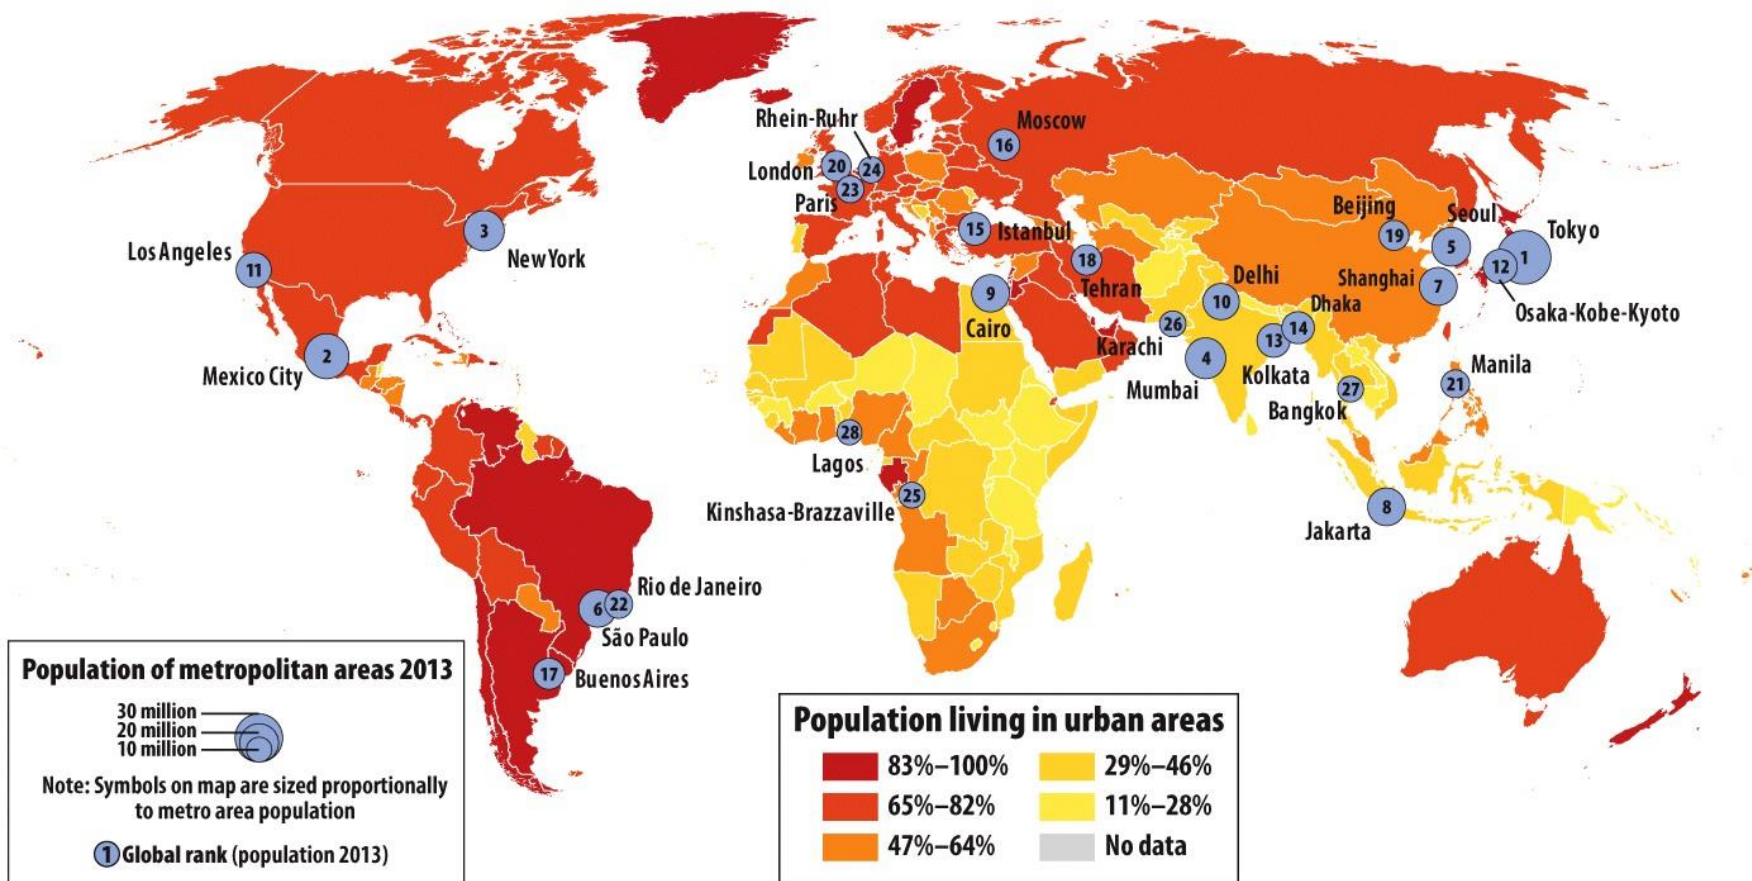 Rhein-Ruhr
Moscow
16
London
20
24
23
Paris
15
Istanbul
18
Tehran
Beijing
19
Seoul
5
Tokyo
1
12
Osaka-Kobe-Kyoto
Shanghai
7
Los Angeles
11
3
New York
2
Mexico City
9
Cairo
Delhi
10
Dhaka
14
26
Karachi
4
Mumbai
13
Kolkata
27
Bangkok
Manila
21
28
Lagos
25
Kinshasa-Brazzaville
8
Jakarta
Rio de Janeiro
6
22
São Paulo
17
Buenos Aires
Population of metropolitan areas 2013
30 million
20 million
10 million
Note: Symbols on map are sized proportionally
to metro area population
1 Global rank (population 2013)
Population living in urban areas
83%–100%
29%–46%
65%–82%
11%–28%
47%–64%
No data